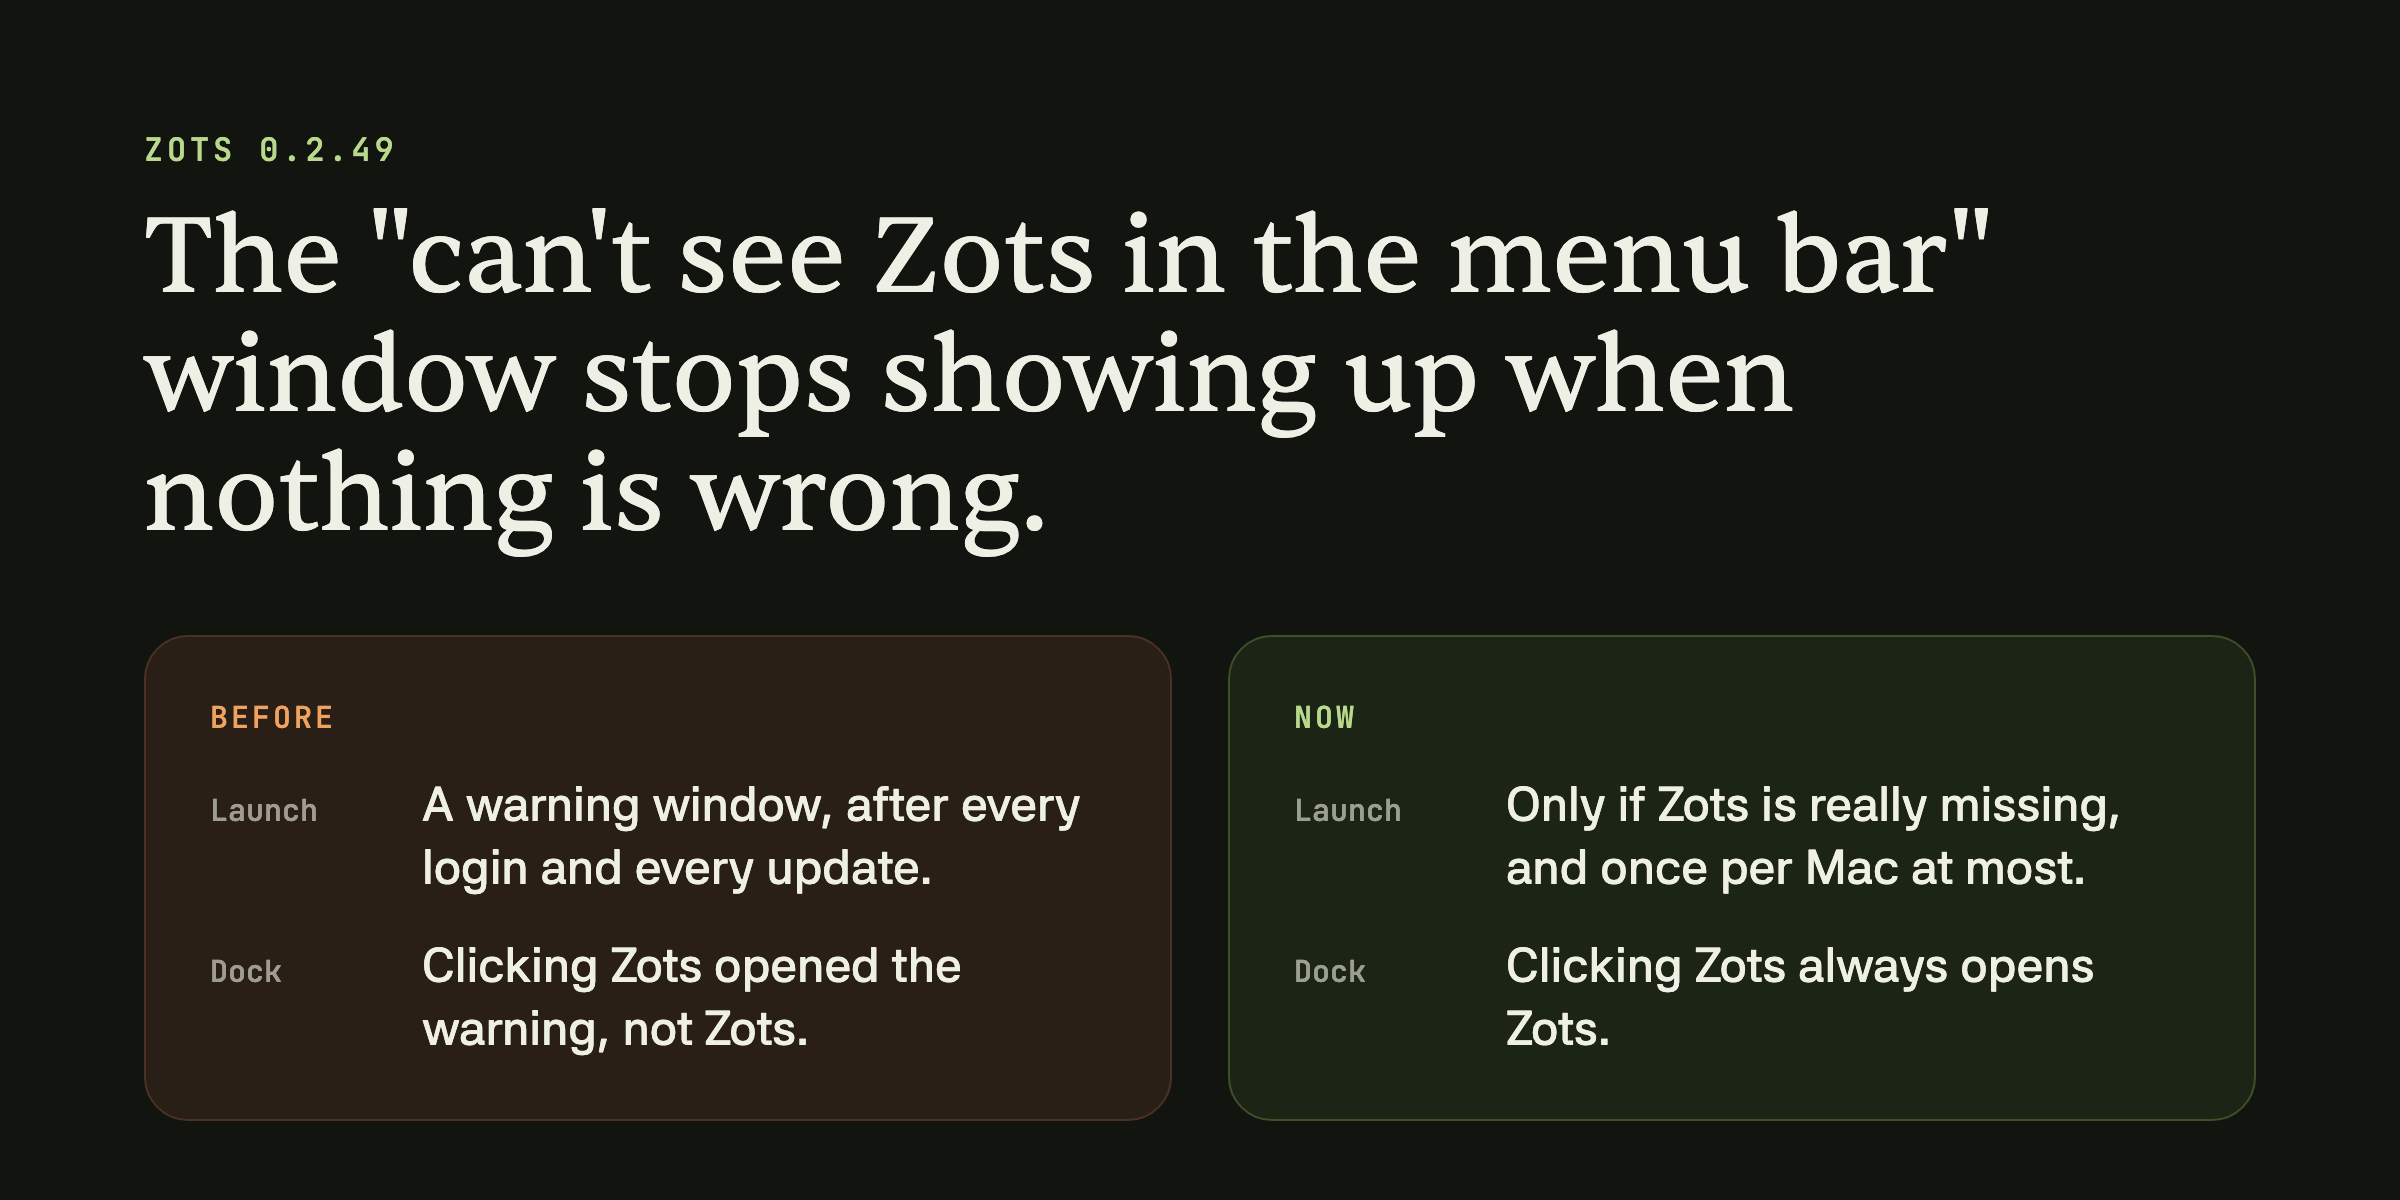 ZOTS 0.2.49
The "can't see Zots in the menu bar"
window stops showing up when
nothing is wrong.
BEFORE
Launch
A warning window, after every
login and every update.
Dock
Clicking Zots opened the
warning, not Zots.
NOW
Launch
Only if Zots is really missing,
and once per Mac at most.
Dock
Clicking Zots always opens
Zots.